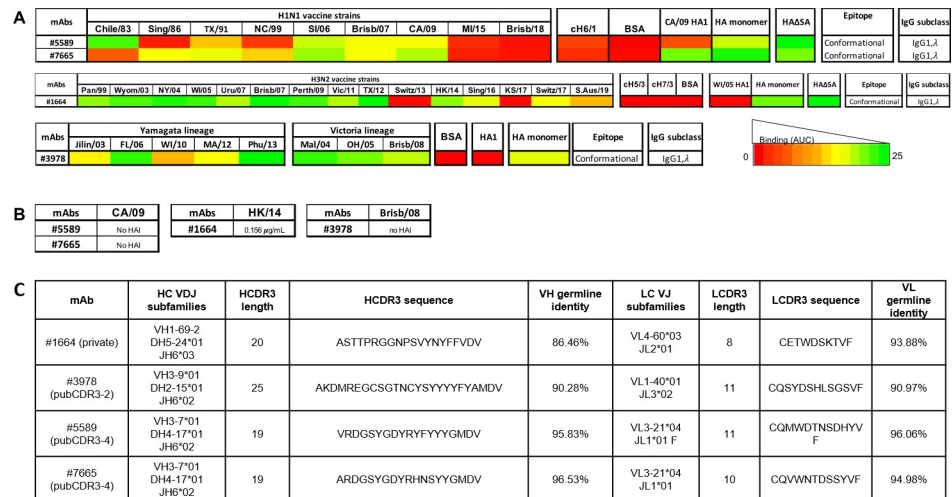 A
mAbs H1N1 vaccine strains cH6/1 BSA CA/09 HA1 HA monomer HAΔSA Epitope IgG subclass
Chile/83 Sing/86 TX/91 NC/99 SI/06 Brisb/07 CA/09 MI/15 Brisb/18
#5589 Conformational IgG1,λ
#7665 Conformational IgG1,λ
mAbs H3N2 vaccine strains cH5/3 cH7/3 BSA WI/05 HA1 HA monomer HAΔSA Epitope IgG subclass
Pan/99 Wyom/03 NY/04 WI/05 Uru/07 Brisb/07 Perth/09 Vic/11 TX/12 Switz/13 HK/14 Sing/16 KS/17 Switz/17 S.Aus/19
#1664 Conformational IgG1,λ
mAbs Yamagata lineage Victoria lineage BSA HA1 HA monomer Epitope IgG subclass
Jilin/03 FL/06 WI/10 MA/12 Phu/13 Mal/04 OH/05 Brisb/08
#3978 Conformational IgG1,λ
Binding (AUC)
0 25
B
mAbs CA/09
#5589 No HAI
#7665 No HAI
mAbs HK/14
#1664 0.156 µg/mL
mAbs Brisb/08
#3978 no HAI
C
mAb HC VDJ subfamilies HCDR3 length HCDR3 sequence VH germline identity LC VJ subfamilies LCDR3 length LCDR3 sequence VL germline identity
#1664 (private) VH1-69-2 DH5-24*01 JH6*03 20 ASTTPRGGNPSVYNYFFVDV 86.46% VL4-60*03 JL2*01 8 CETWDSKTVF 93.88%
#3978 (pubCDR3-2) VH3-9*01 DH2-15*01 JH6*02 25 AKDMREGCSGTNCYSYYYYFYAMDV 90.28% VL1-40*01 JL3*02 11 CQSYDSHLSGSVF 90.97%
#5589 (pubCDR3-4) VH3-7*01 DH4-17*01 JH6*02 19 VRDGSYGDYRYFYYYGMDV 95.83% VL3-21*04 JL1*01 F 11 CQMWDTNSDHYVF 96.06%
#7665 (pubCDR3-4) VH3-7*01 DH4-17*01 JH6*02 19 ARDGSYGDYRHNSYYGMDV 96.53% VL3-21*04 JL1*01 10 CQVWNTDSSYVF 94.98%